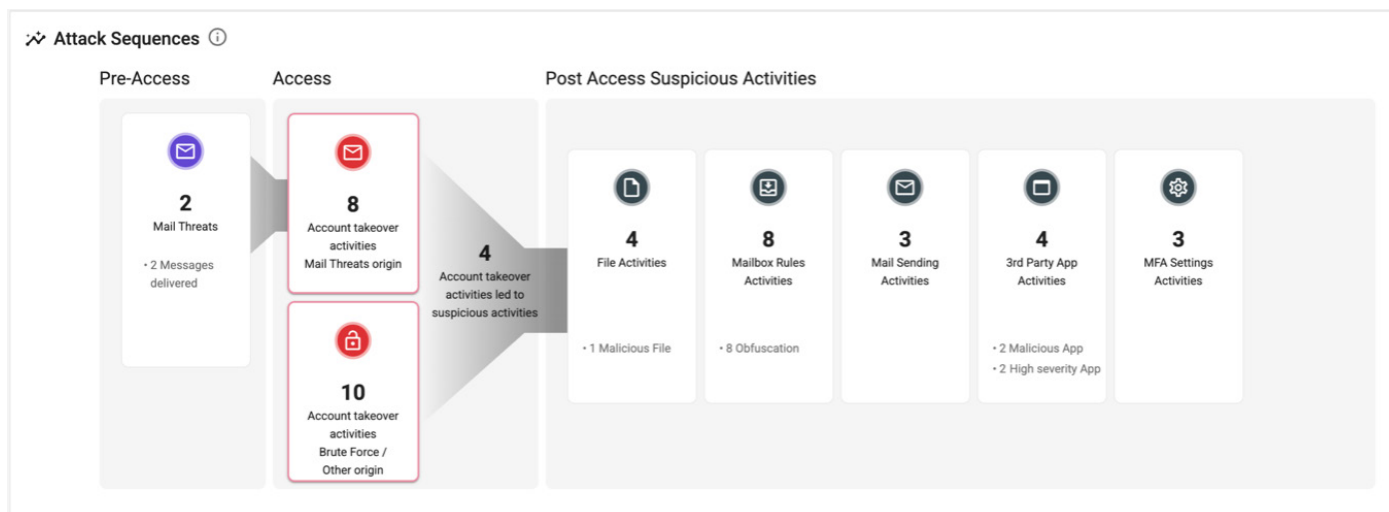 Attack Sequences
Pre-Access
Access
Post Access Suspicious Activities
2
Mail Threats
• 2 Messages
delivered
8
Account takeover
activities
Mail Threats origin
10
Account takeover
activities
Brute Force /
Other origin
4
Account takeover
activities led to
suspicious activities
4
File Activities
• 1 Malicious File
8
Mailbox Rules
Activities
• 8 Obfuscation
3
Mail Sending
Activities
4
3rd Party App
Activities
• 2 Malicious App
• 2 High severity App
3
MFA Settings
Activities